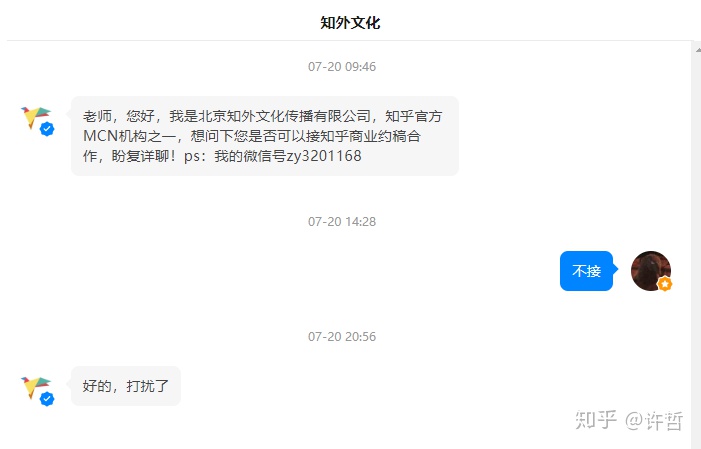 知外文化
07-20 09:46
老师，您好，我是北京知外文化传播有限公司，知乎官方
MCN机构之一，想问下您是否可以接知乎商业约稿合
作，盼复详聊！ps：我的微信号zy3201168
07-20 14:28
不接
07-20 20:56
好的，打扰了
知乎 @许哲